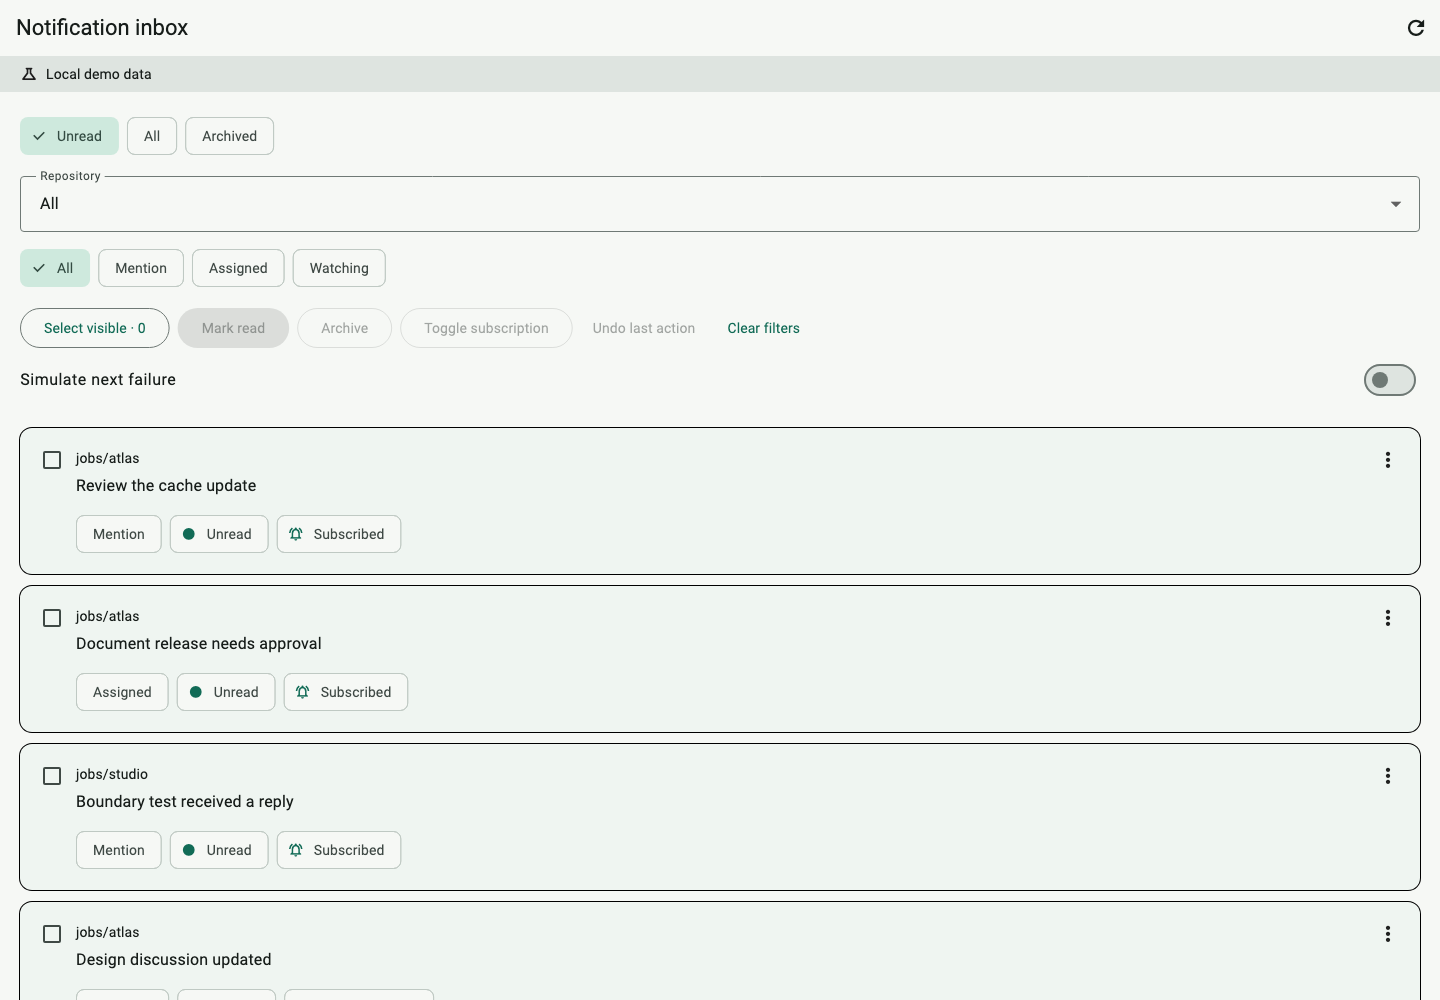 Notification inbox
Local demo data
Unread All Archived
Repository
All
All Mention Assigned Watching
Select visible · 0 Mark read Archive Toggle subscription Undo last action Clear filters
Simulate next failure
jobs/atlas
Review the cache update
Mention Unread Subscribed
jobs/atlas
Document release needs approval
Assigned Unread Subscribed
jobs/studio
Boundary test received a reply
Mention Unread Subscribed
jobs/atlas
Design discussion updated